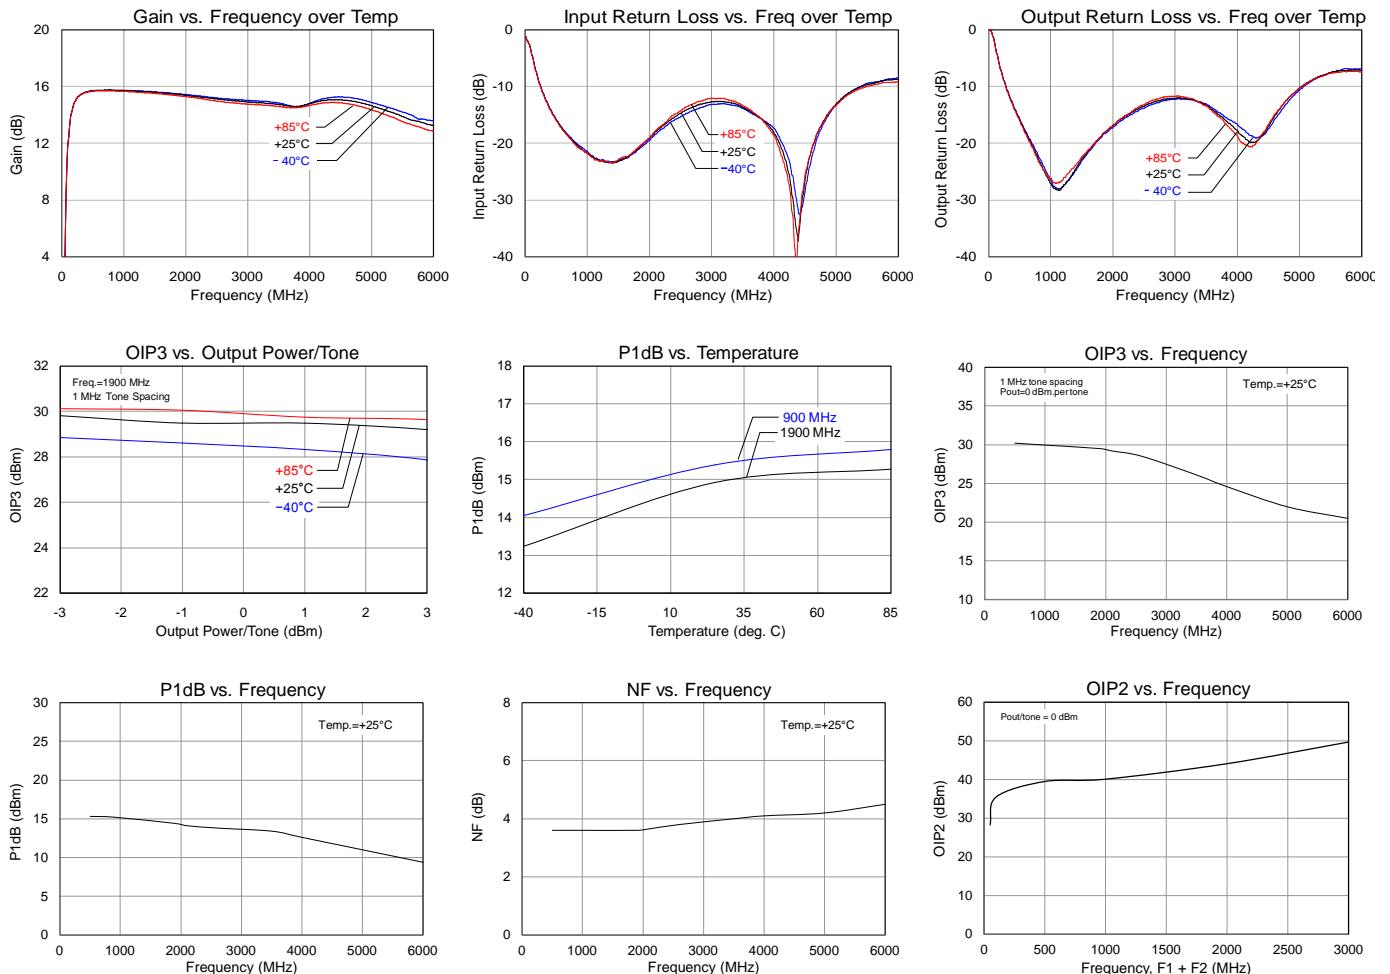 Gain vs. Frequency over Temp
20
16
12
8
4
Gain (dB)
+85°C
+25°C
-40°C
0 1000 2000 3000 4000 5000 6000
Frequency (MHz)
Input Return Loss vs. Freq over Temp
0
-10
-20
-30
-40
Input Return Loss (dB)
+85°C
+25°C
-40°C
0 1000 2000 3000 4000 5000 6000
Frequency (MHz)
Output Return Loss vs. Freq over Temp
0
-10
-20
-30
-40
Output Return Loss (dB)
+85°C
+25°C
-40°C
0 1000 2000 3000 4000 5000 6000
Frequency (MHz)
OIP3 vs. Output Power/Tone
32
30
28
26
24
22
OIP3 (dBm)
Freq.=1900 MHz
1 MHz Tone Spacing
+85°C
+25°C
-40°C
-3 -2 -1 0 1 2 3
Output Power/Tone (dBm)
P1dB vs. Temperature
18
17
16
15
14
13
12
P1dB (dBm)
900 MHz
1900 MHz
-40 -15 10 35 60 85
Temperature (deg. C)
OIP3 vs. Frequency
40
35
30
25
20
15
10
OIP3 (dBm)
1 MHz tone spacing
Pout=0 dBm.per tone
Temp.=+25°C
0 1000 2000 3000 4000 5000 6000
Frequency (MHz)
P1dB vs. Frequency
30
25
20
15
10
5
0
P1dB (dBm)
Temp.=+25°C
0 1000 2000 3000 4000 5000 6000
Frequency (MHz)
NF vs. Frequency
8
6
4
2
0
NF (dB)
Temp.=+25°C
0 1000 2000 3000 4000 5000 6000
Frequency (MHz)
OIP2 vs. Frequency
60
50
40
30
20
10
0
OIP2 (dBm)
Pout/tone = 0 dBm
0 500 1000 1500 2000 2500 3000
Frequency, F1 + F2 (MHz)